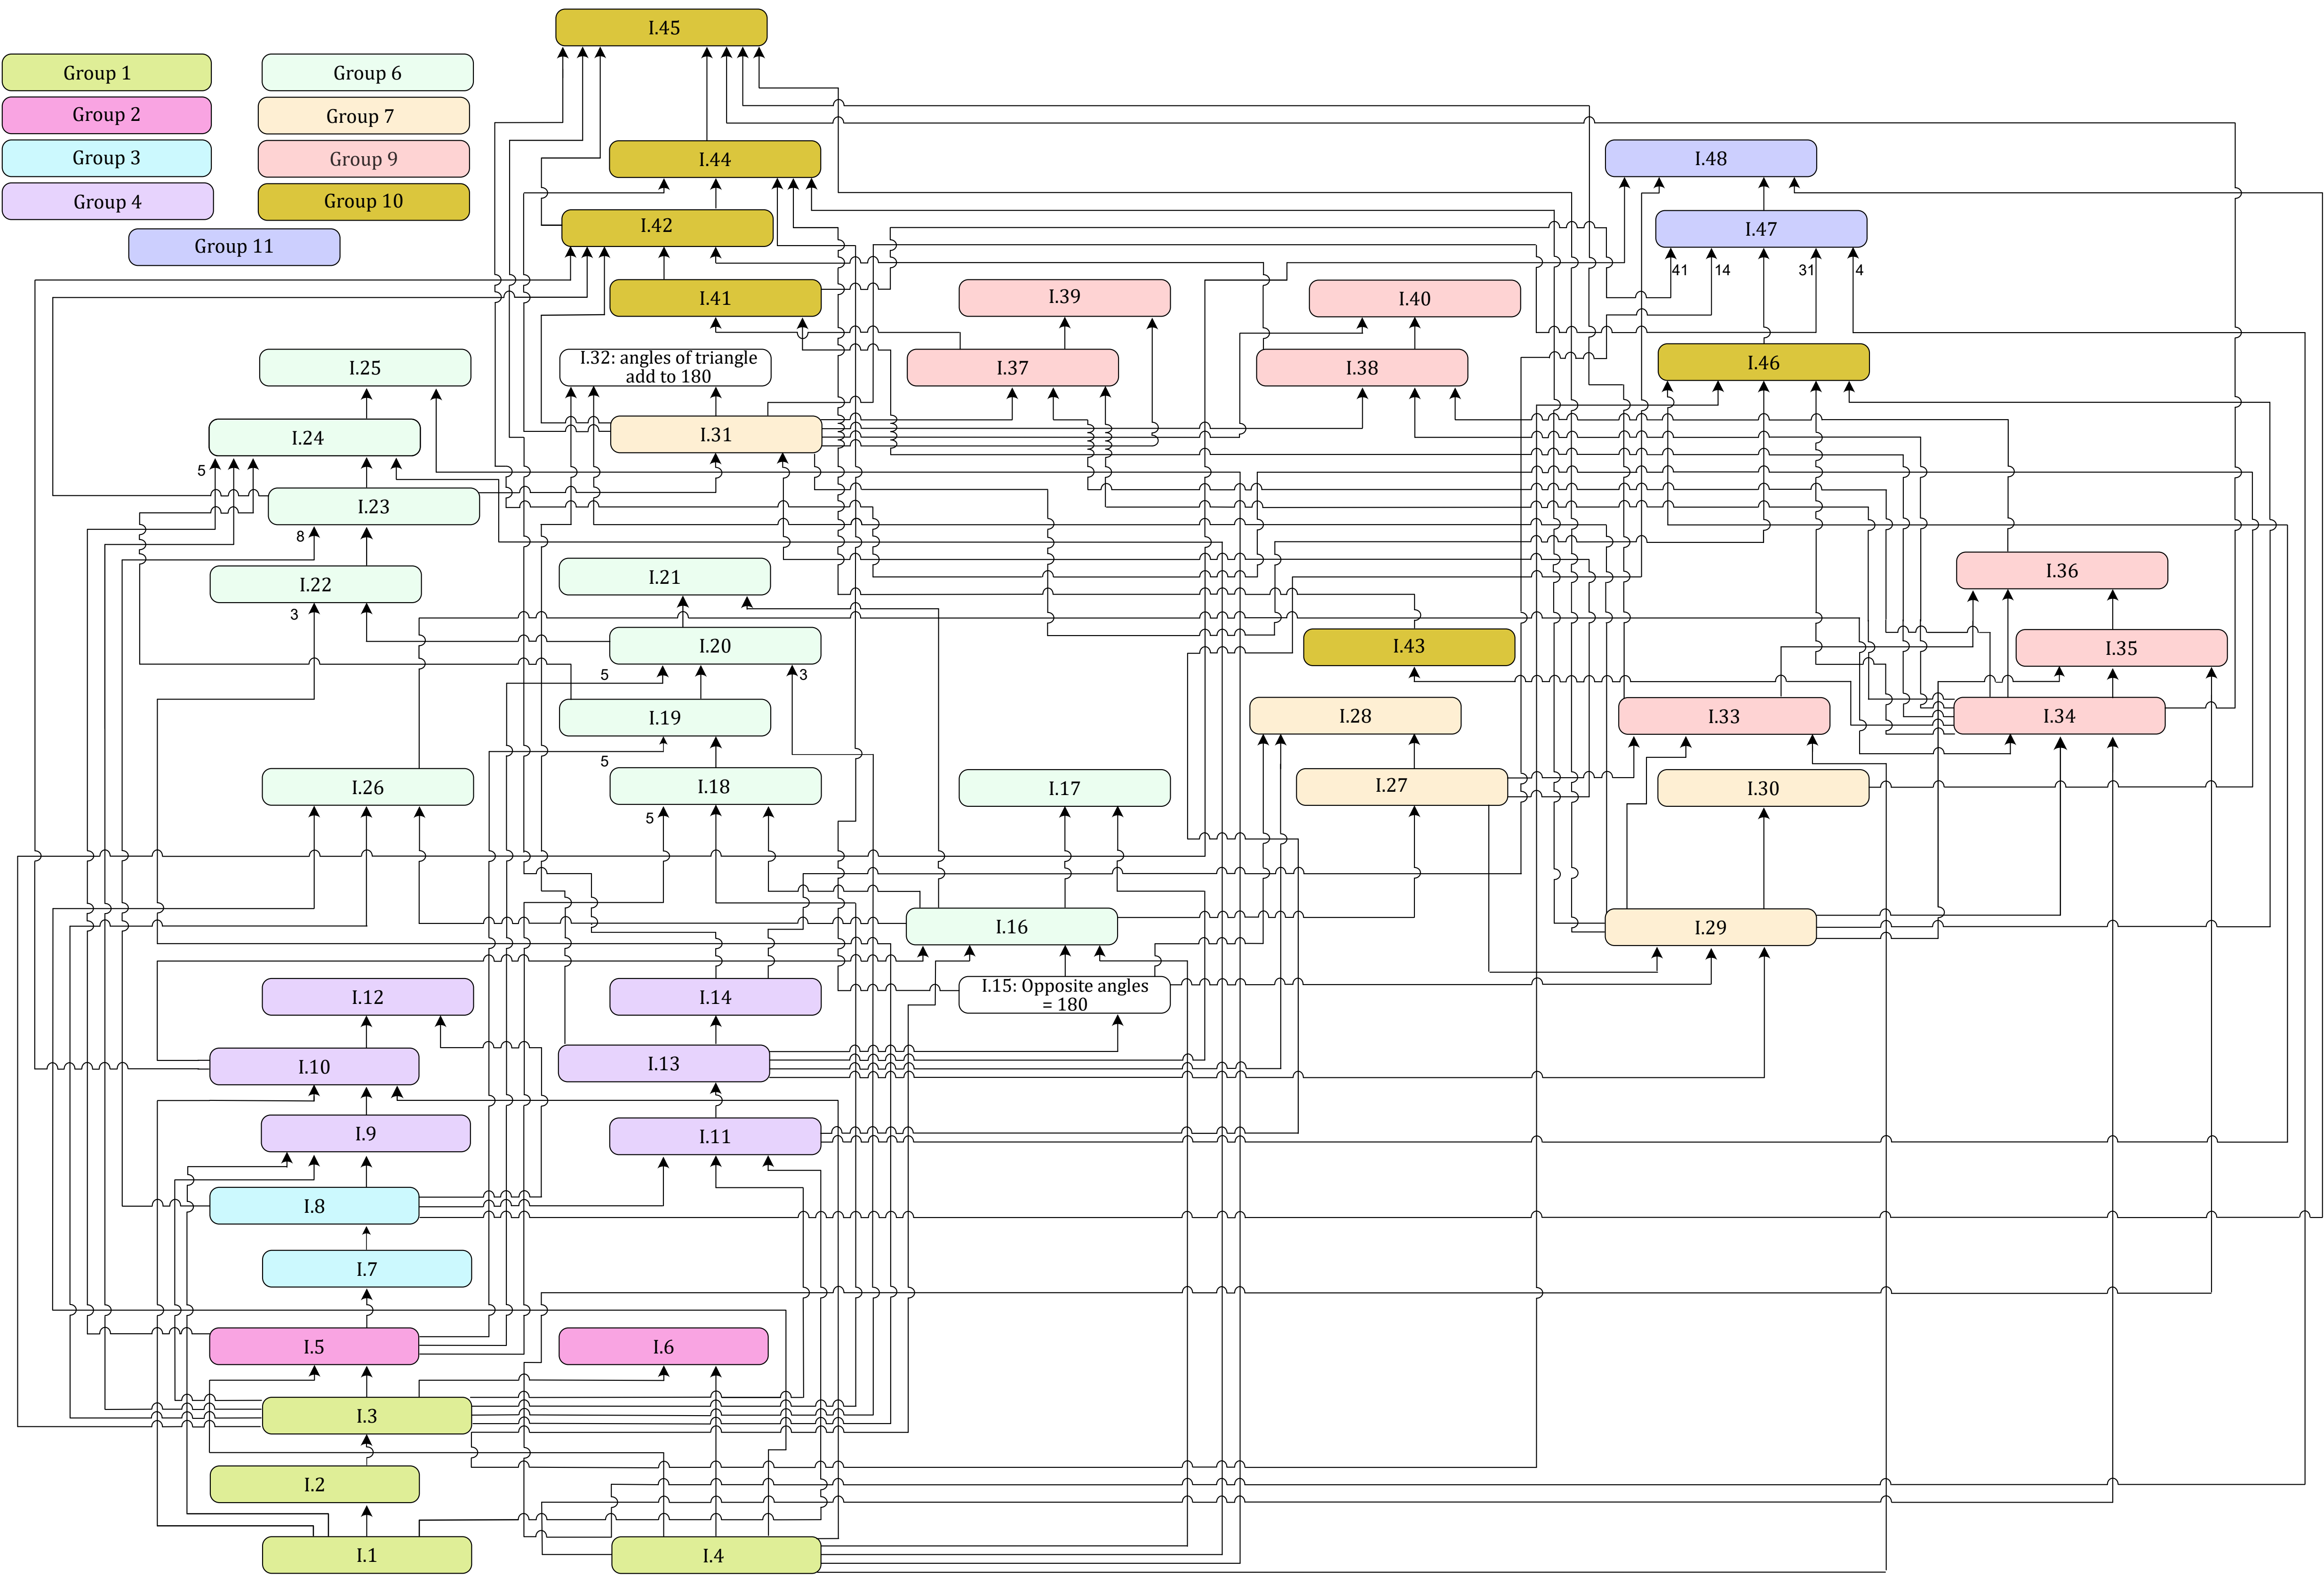 I.45
Group 1
Group 6
Group 2
Group 7
Group 3
Group 9
I.44
I.48
Group 4
Group 10
I.42
I.47
Group 11
41
14
31
4
I.41
I.39
I.40
I.25
I.32: angles of triangle
add to 180
I.37
I.38
I.46
I.24
I.31
5
I.23
8
I.22
I.21
I.36
3
I.20
I.43
I.35
5
3
I.19
I.28
I.33
I.34
5
I.26
I.18
I.17
I.27
I.30
5
I.16
I.29
I.12
I.14
I.15: Opposite angles
= 180
I.10
I.13
I.9
I.11
I.8
I.7
I.5
I.6
I.3
I.2
I.1
I.4